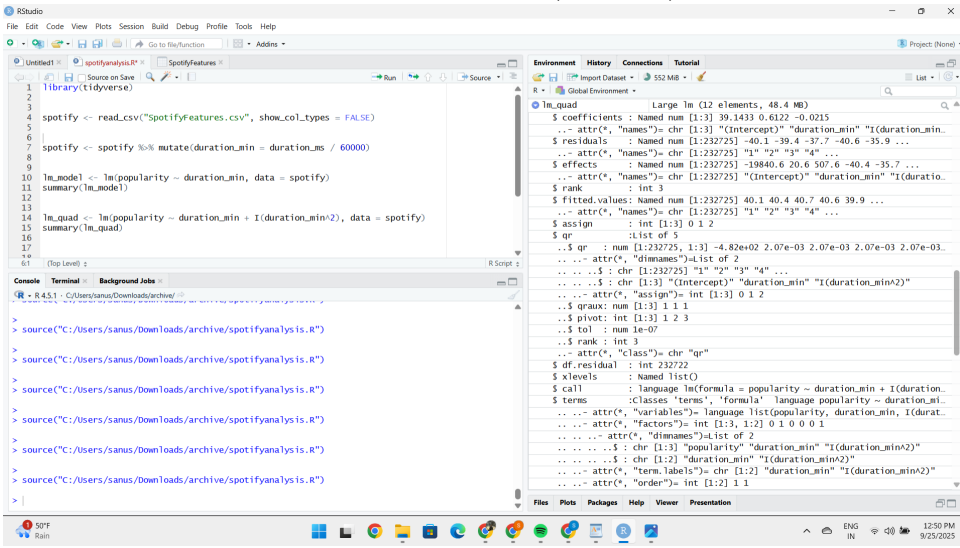 RStudio
File Edit Code View Plots Session Build Debug Profile Tools Help
Go to file/function
Addins
Project: (None)
Untitled1
spotifyanalysis.R*
SpotifyFeatures
Source on Save
Run
Source
1 library(tidyverse)
2
3
4 spotify <- read_csv("SpotifyFeatures.csv", show_col_types = FALSE)
5
6
7 spotify <- spotify %>% mutate(duration_min = duration_ms / 60000)
8
9
10 lm_model <- lm(popularity ~ duration_min, data = spotify)
11 summary(lm_model)
12
13
14 lm_quad <- lm(popularity ~ duration_min + I(duration_min^2), data = spotify)
15 summary(lm_quad)
16
17
18
6:1 (Top Level) R Script
Console Terminal Background Jobs
R • R 4.5.1 · C:/Users/sanus/Downloads/archive/
> source("C:/Users/sanus/Downloads/archive/spotifyanalysis.R")
>
> source("C:/Users/sanus/Downloads/archive/spotifyanalysis.R")
>
> source("C:/Users/sanus/Downloads/archive/spotifyanalysis.R")
>
> source("C:/Users/sanus/Downloads/archive/spotifyanalysis.R")
>
> source("C:/Users/sanus/Downloads/archive/spotifyanalysis.R")
>
> source("C:/Users/sanus/Downloads/archive/spotifyanalysis.R")
>
> source("C:/Users/sanus/Downloads/archive/spotifyanalysis.R")
>
Environment History Connections Tutorial
Import Dataset 552 MiB List
R Global Environment
lm_quad Large lm (12 elements, 48.4 MB)
$ coefficients : Named num [1:3] 39.1433 0.6122 -0.0215
..- attr(*, "names")= chr [1:3] "(Intercept)" "duration_min" "I(duration_min…
$ residuals : Named num [1:232725] -40.1 -39.4 -37.7 -40.6 -35.9 ...
..- attr(*, "names")= chr [1:232725] "1" "2" "3" "4" ...
$ effects : Named num [1:232725] -19840.6 20.6 507.6 -40.4 -35.7 ...
..- attr(*, "names")= chr [1:232725] "(Intercept)" "duration_min" "I(duratio…
$ rank : int 3
$ fitted.values: Named num [1:232725] 40.1 40.4 40.7 40.6 39.9 ...
..- attr(*, "names")= chr [1:232725] "1" "2" "3" "4" ...
$ assign : int [1:3] 0 1 2
$ qr :List of 5
..$ qr : num [1:232725, 1:3] -4.82e+02 2.07e-03 2.07e-03 2.07e-03 2.07e-03…
.. ..- attr(*, "dimnames")=List of 2
.. .. ..$ : chr [1:232725] "1" "2" "3" "4" ...
.. .. ..$ : chr [1:3] "(Intercept)" "duration_min" "I(duration_min^2)"
.. ..- attr(*, "assign")= int [1:3] 0 1 2
..$ qraux: num [1:3] 1 1 1
..$ pivot: int [1:3] 1 2 3
..$ tol : num 1e-07
..$ rank : int 3
..- attr(*, "class")= chr "qr"
$ df.residual : int 232722
$ xlevels : Named list()
$ call : language lm(formula = popularity ~ duration_min + I(duration…
$ terms :Classes 'terms', 'formula' language popularity ~ duration_mi…
.. ..- attr(*, "variables")= language list(popularity, duration_min, I(durat…
.. ..- attr(*, "factors")= int [1:3, 1:2] 0 1 0 0 0 1
.. .. ..- attr(*, "dimnames")=List of 2
.. .. .. ..$ : chr [1:3] "popularity" "duration_min" "I(duration_min^2)"
.. .. .. ..$ : chr [1:2] "duration_min" "I(duration_min^2)"
.. ..- attr(*, "term.labels")= chr [1:2] "duration_min" "I(duration_min^2)"
.. ..- attr(*, "order")= int [1:2] 1 1
Files Plots Packages Help Viewer Presentation
1
50°F
Rain
ENG
IN
12:50 PM
9/25/2025